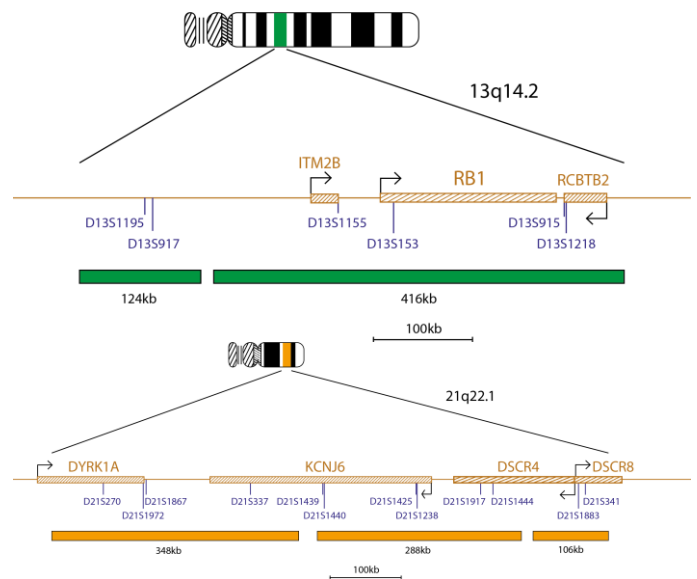 13q14.2
ITM2B
RB1
RCBTB2
D13S1195
D13S917
D13S1155
D13S153
D13S915
D13S1218
124kb
416kb
100kb
21q22.1
DYRK1A
KCNJ6
DSCR4
DSCR8
D21S270
D21S1972
D21S1867
D21S337
D21S1439
D21S1440
D21S1425
D21S1238
D21S1917
D21S1444
D21S1883
D21S341
348kb
288kb
106kb
100kb